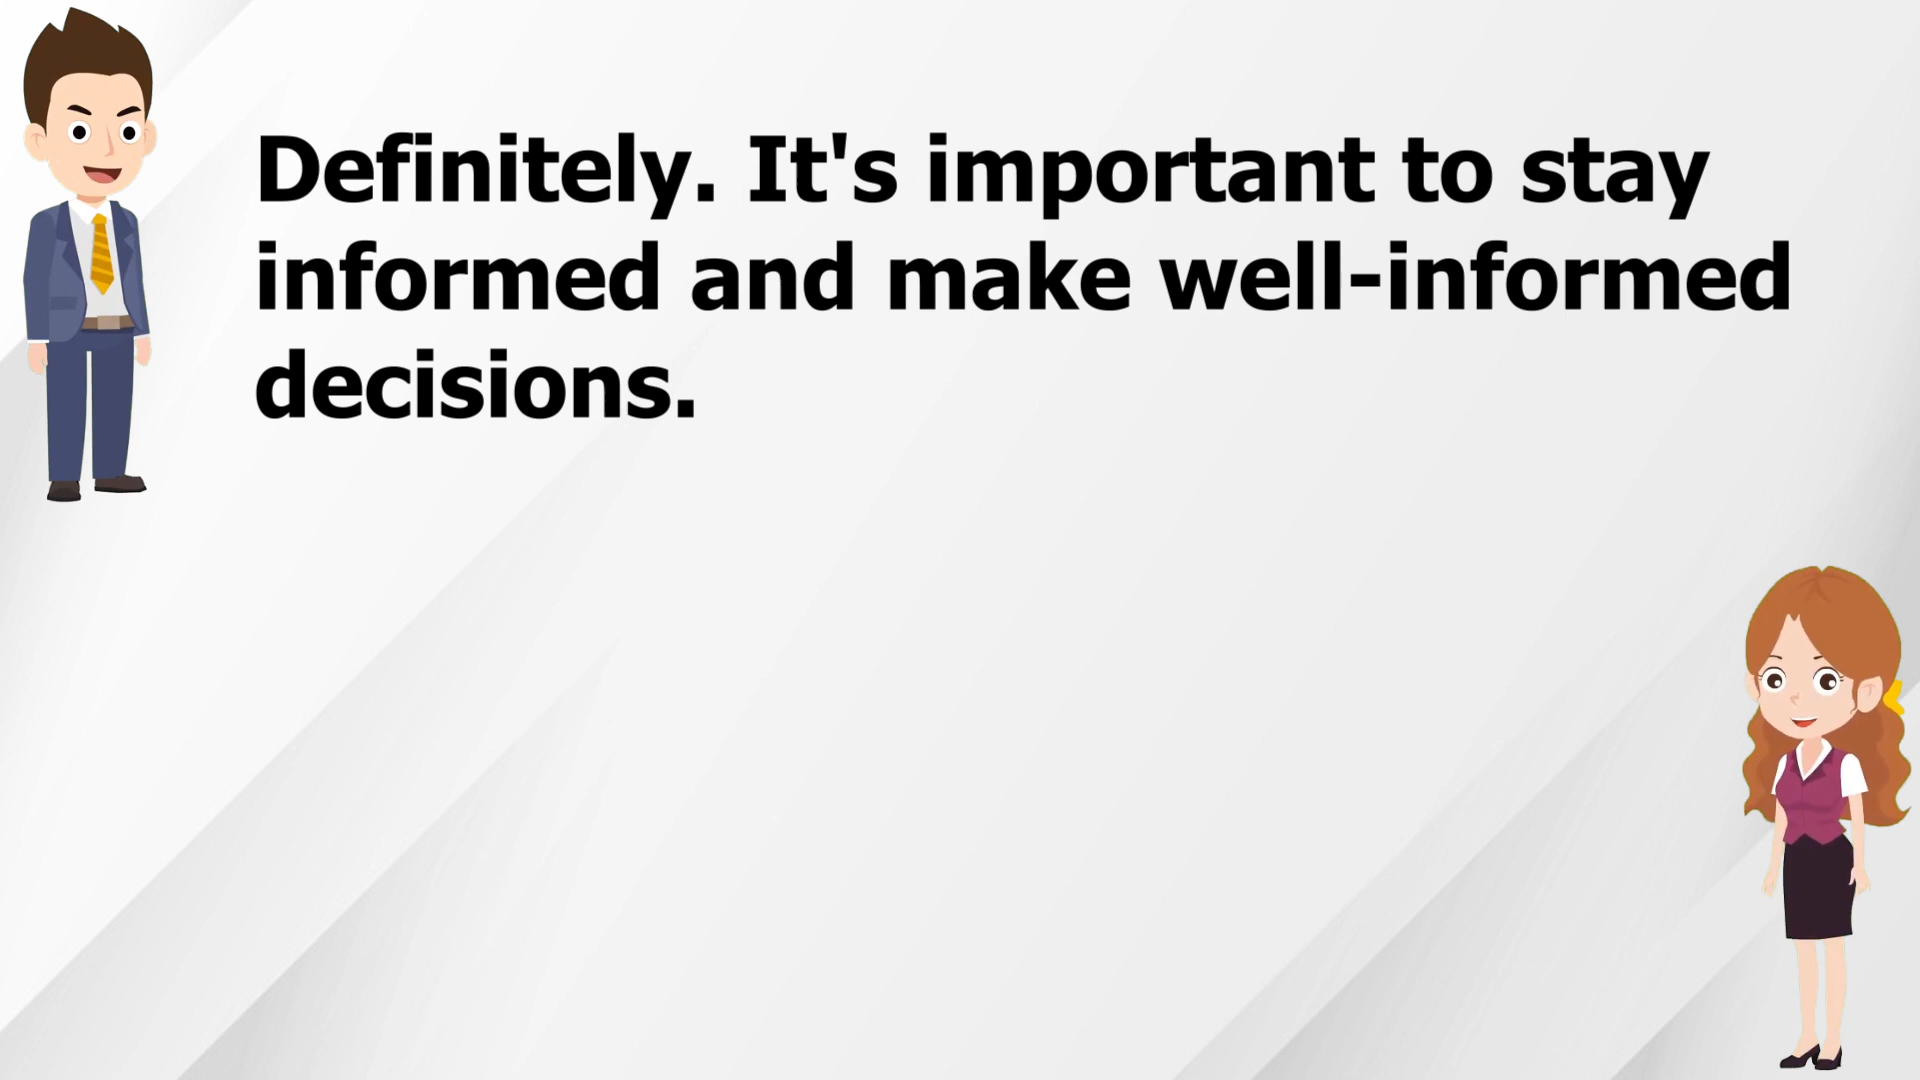 Definitely. It's important to stay
informed and make well-informed
decisions.